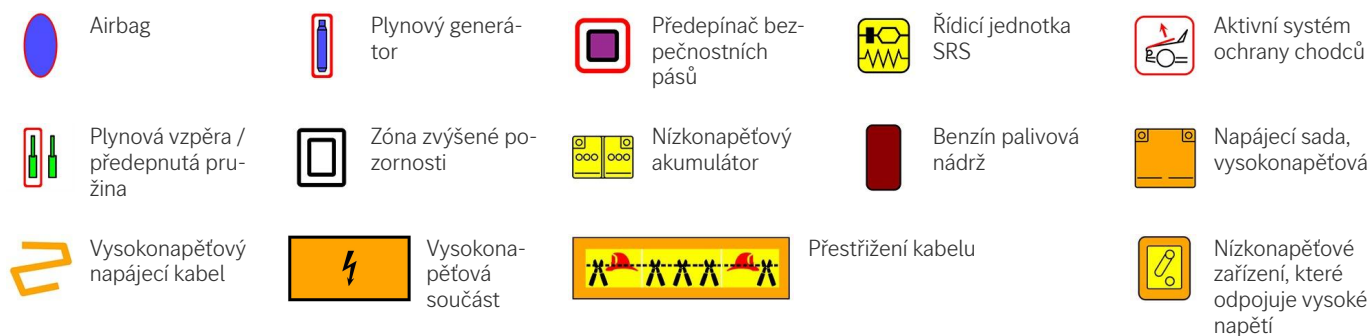 Airbag
Plynový generá-
tor
Předepínač bez-
pečnostních
pásů
Řídicí jednotka
SRS
Aktivní systém
ochrany chodců
Plynová vzpěra /
předepnutá pru-
žina
Zóna zvýšené po-
zornosti
Nízkonapěťový
akumulátor
Benzín palivová
nádrž
Napájecí sada,
vysokonapěťová
Vysokonapěťový
napájecí kabel
Vysokona-
pěťová
součást
Přestřižení kabelu
Nízkonapěťové
zařízení, které
odpojuje vysoké
napětí